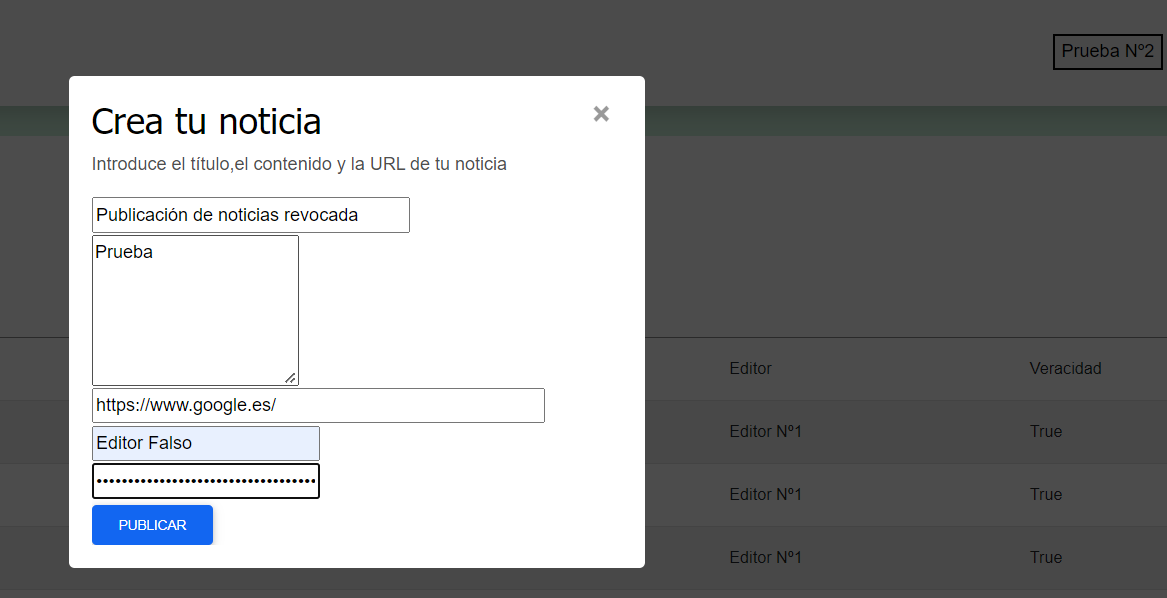 Prueba Nº2
Crea tu noticia
×
Introduce el título,el contenido y la URL de tu noticia
Publicación de noticias revocada
Prueba
https://www.google.es/
Editor Falso
••••••••••••••••••••••••••••••••••••
PUBLICAR
Editor Veracidad
Editor Nº1 True
Editor Nº1 True
Editor Nº1 True